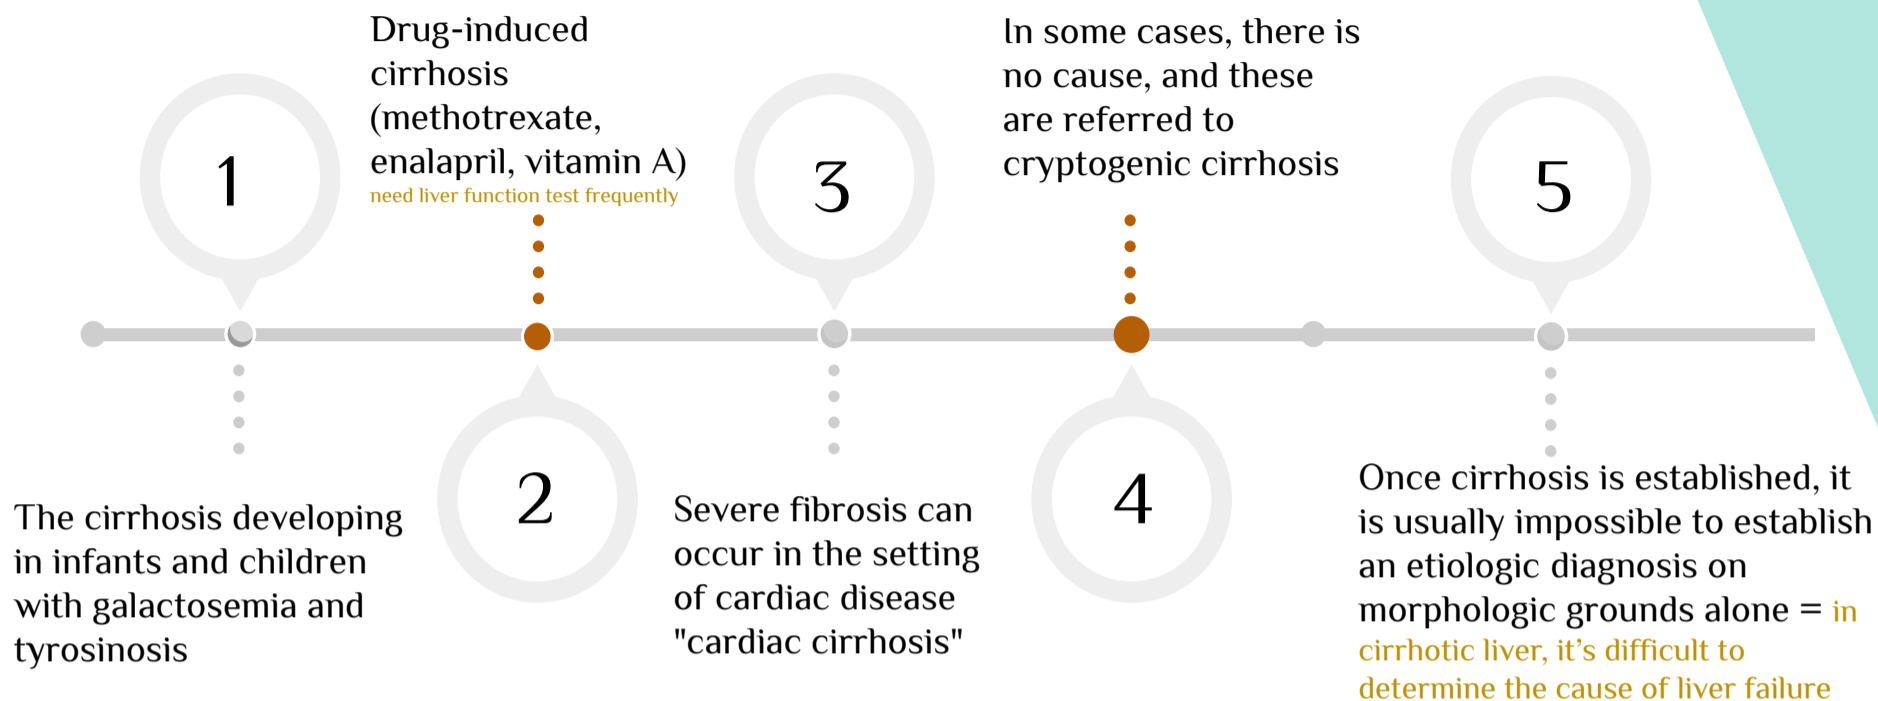 1
The cirrhosis developing
in infants and children
with galactosemia and
tyrosinosis
Drug-induced
cirrhosis
(methotrexate,
enalapril, vitamin A)
need liver function test frequently
2
3
Severe fibrosis can
occur in the setting
of cardiac disease
"cardiac cirrhosis"
In some cases, there is
no cause, and these
are referred to
cryptogenic cirrhosis
4
5
Once cirrhosis is established, it
is usually impossible to establish
an etiologic diagnosis on
morphologic grounds alone = in
cirrhotic liver, it’s difficult to
determine the cause of liver failure